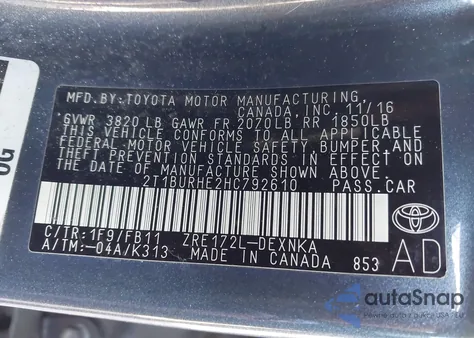 MFD.BY:TOYOTA MOTOR MANUFACTURING
CANADA INC. 11/16
GVWR 3820 LB GAWR FR 2070LB RR 1850LB
THIS VEHICLE CONFORMS TO ALL APPLICABLE
FEDERAL MOTOR VEHICLE SAFETY, BUMPER, AND
THEFT PREVENTION STANDARDS IN EFFECT ON
THE DATE OF MANUFACTURE SHOWN ABOVE.
2T1BURHE2HC792610 PASS.CAR
C/TR:1F9/FB11 ZRE172L-DEXNKA
A/TM:-04A/K313 MADE IN CANADA 853
AD
OG
autoSnap